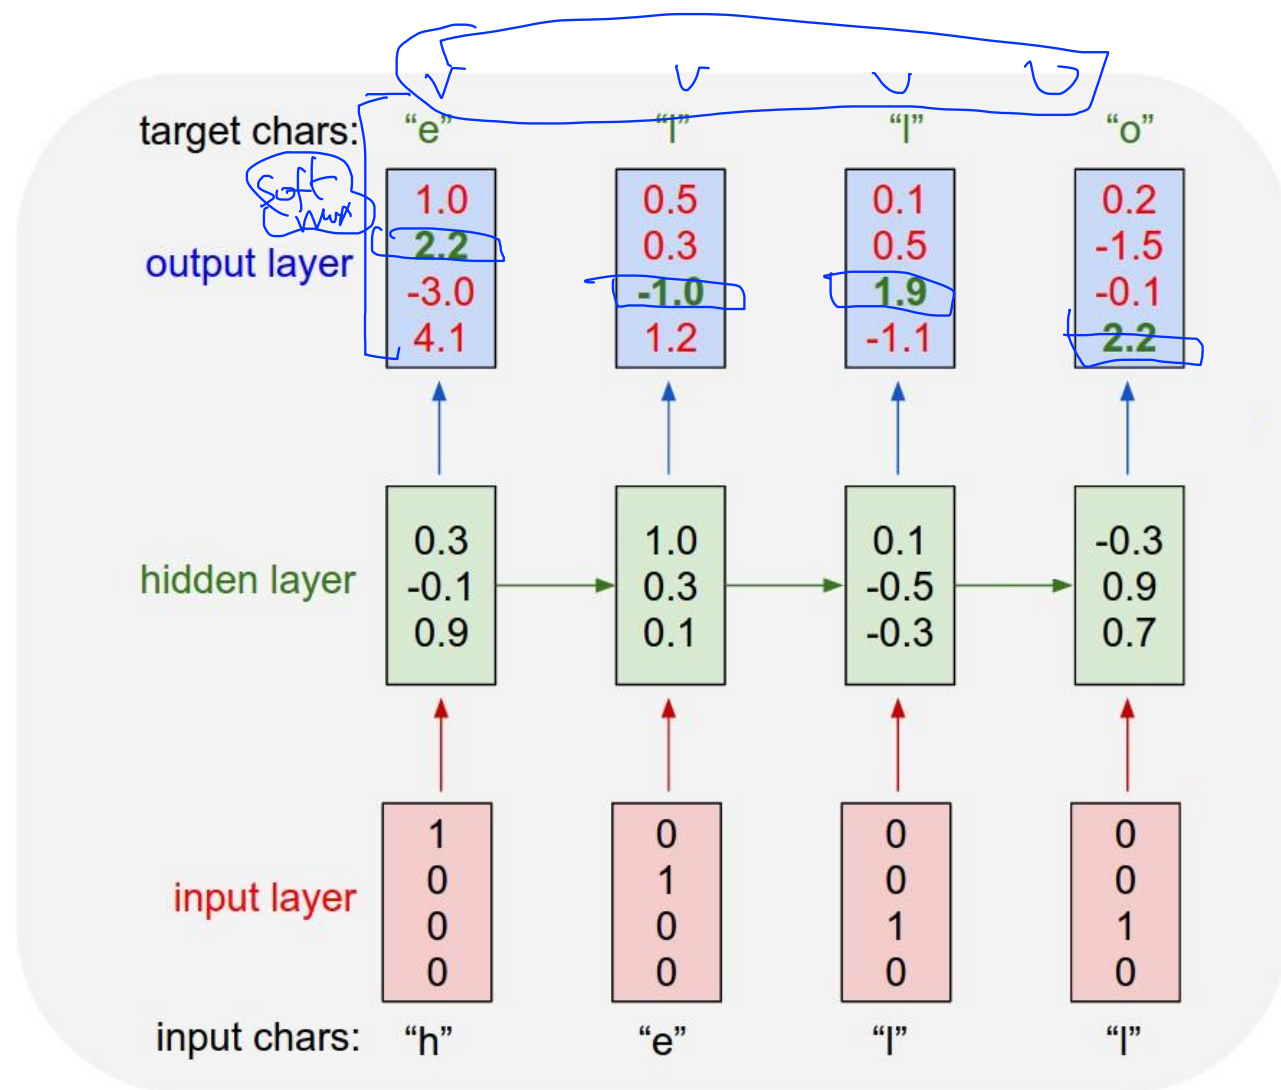 target chars: “e” “l” “l” “o”
Soft
max
1.0 0.5 0.1 0.2
2.2 0.3 0.5 -1.5
output layer
-3.0 -1.0 1.9 -0.1
4.1 1.2 -1.1 2.2
0.3 1.0 0.1 -0.3
hidden layer -0.1 0.3 -0.5 0.9
0.9 0.1 -0.3 0.7
1 0 0 0
0 1 0 0
input layer
0 0 1 1
0 0 0 0
input chars: “h” “e” “l” “l”